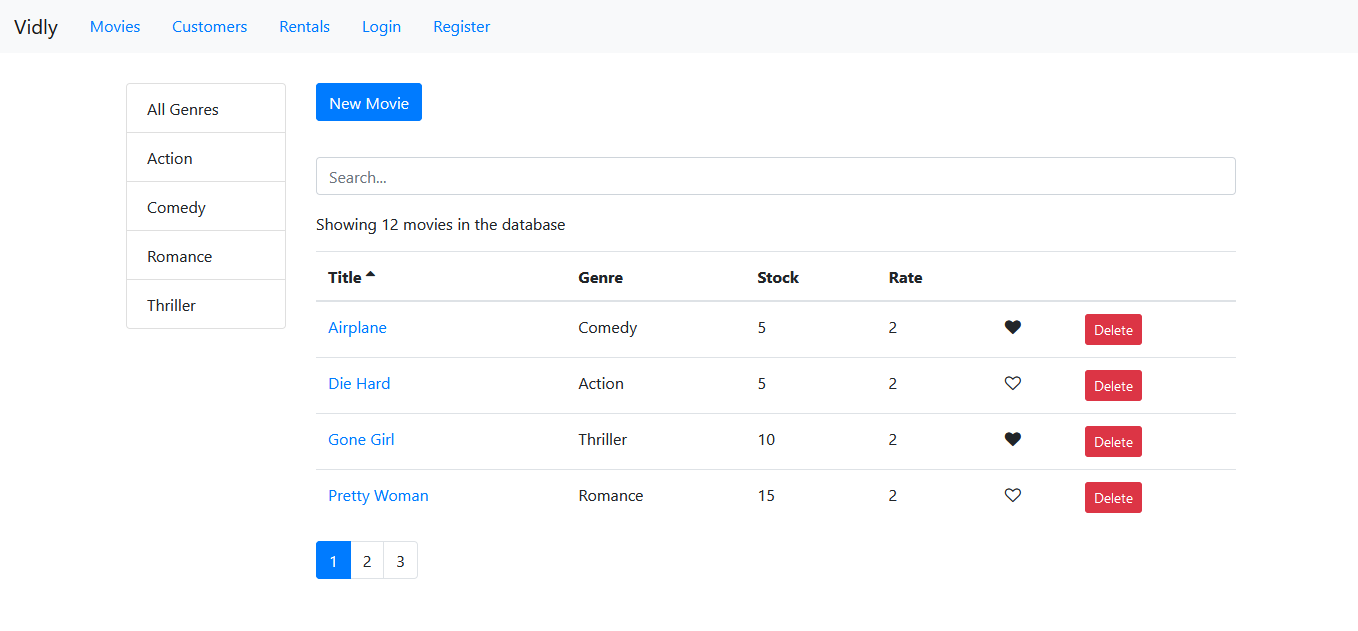 Vidly Movies Customers Rentals Login Register
All Genres
Action
Comedy
Romance
Thriller
New Movie
Search...
Showing 12 movies in the database
Title Genre Stock Rate
Airplane Comedy 5 2 Delete
Die Hard Action 5 2 Delete
Gone Girl Thriller 10 2 Delete
Pretty Woman Romance 15 2 Delete
1 2 3